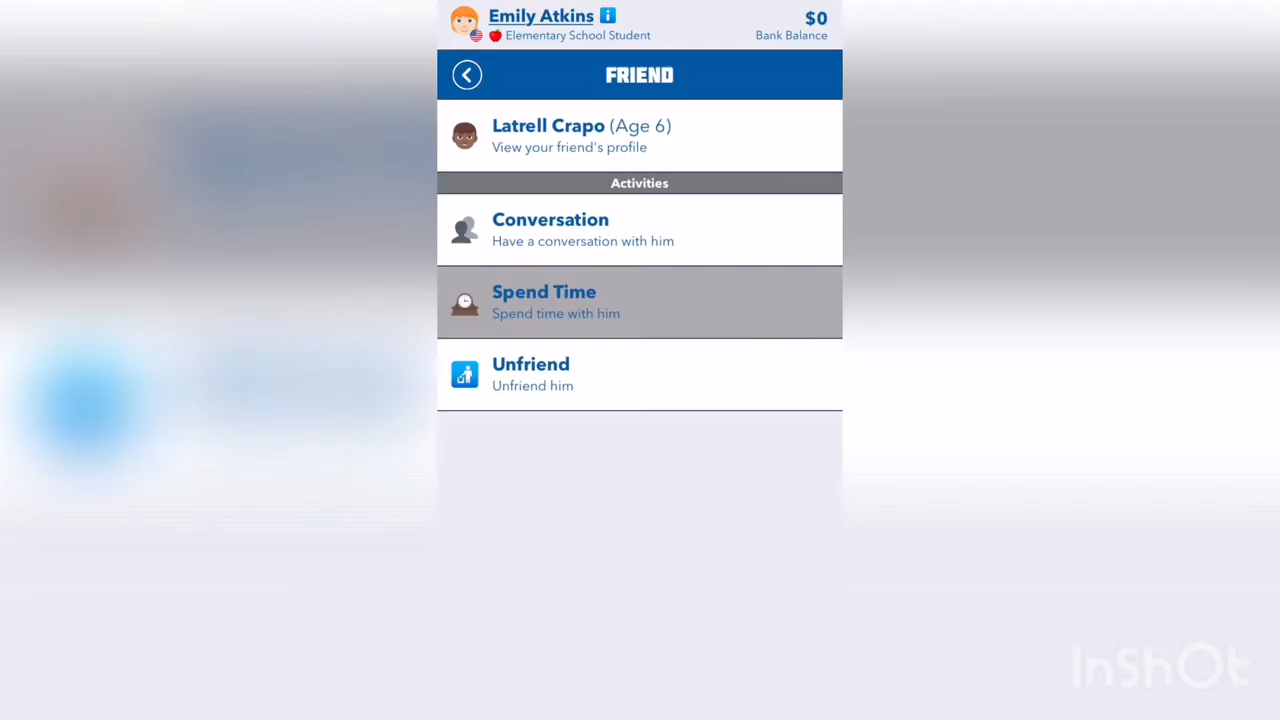 Emily Atkins
$0
Elementary School Student
Bank Balance
FRIEND
Latrell Crapo (Age 6)
View your friend's profile
Activities
Conversation
Have a conversation with him
Spend Time
Spend time with him
Unfriend
Unfriend him
InShOt